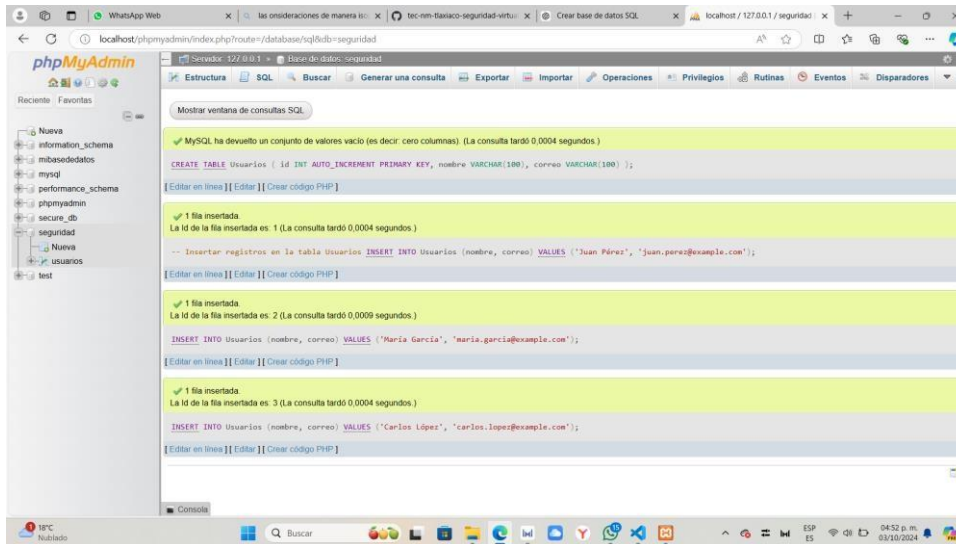 WhatsApp Web
las onsideraciones de manera
tec-nm-tlaxiaco-seguridad-virtu
Crear base de datos SQL
localhost / 127.0.0.1 / seguridad
localhost/phpmyadmin/index.php?route=/database/sql&db=seguridad
phpMyAdmin
Reciente Favoritas
Nueva
information_schema
mibasededatos
mysql
performance_schema
phpmyadmin
secure_db
seguridad
Nueva
usuarios
test
Servidor: 127.0.0.1 » Base de datos: seguridad
Estructura SQL Buscar Generar una consulta Exportar Importar Operaciones Privilegios Rutinas Eventos Disparadores
Mostrar ventana de consultas SQL
MySQL ha devuelto un conjunto de valores vacío (es decir: cero columnas). (La consulta tardó 0,0004 segundos.)
CREATE TABLE Usuarios ( id INT AUTO_INCREMENT PRIMARY KEY, nombre VARCHAR(100), correo VARCHAR(100) );
[ Editar en línea ] [ Editar ] [ Crear código PHP ]
1 fila insertada.
La Id de la fila insertada es: 1 (La consulta tardó 0,0004 segundos.)
-- Insertar registros en la tabla Usuarios INSERT INTO Usuarios (nombre, correo) VALUES ('Juan Pérez', 'juan.perez@example.com');
[ Editar en línea ] [ Editar ] [ Crear código PHP ]
1 fila insertada.
La Id de la fila insertada es: 2 (La consulta tardó 0,0009 segundos.)
INSERT INTO Usuarios (nombre, correo) VALUES ('María García', 'maria.garcia@example.com');
[ Editar en línea ] [ Editar ] [ Crear código PHP ]
1 fila insertada.
La Id de la fila insertada es: 3 (La consulta tardó 0,0004 segundos.)
INSERT INTO Usuarios (nombre, correo) VALUES ('Carlos López', 'carlos.lopez@example.com');
[ Editar en línea ] [ Editar ] [ Crear código PHP ]
Consola
18°C
Nublado
Buscar
ESP
ES
04:52 p. m.
03/10/2024